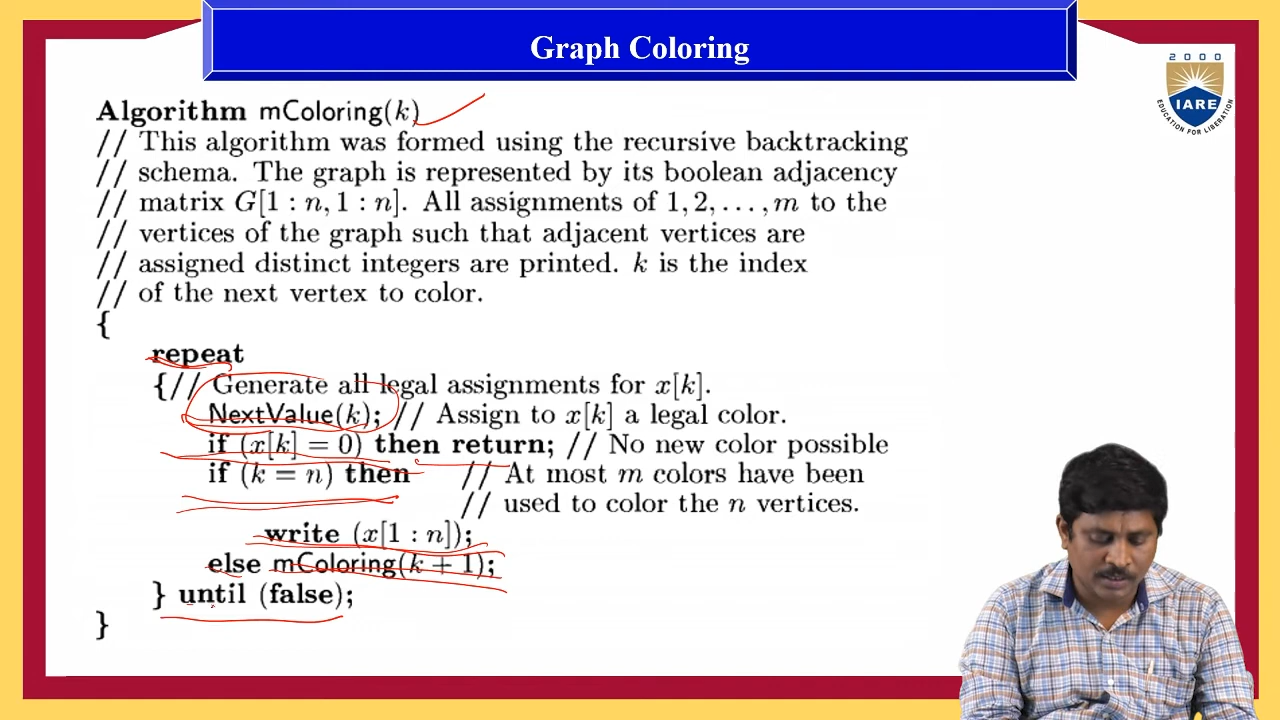 Graph Coloring
2 0 0 0
IARE
EDUCATION FOR LIBERATION
Algorithm mColoring(k)
// This algorithm was formed using the recursive backtracking
// schema. The graph is represented by its boolean adjacency
// matrix G[1 : n, 1 : n]. All assignments of 1, 2, . . . , m to the
// vertices of the graph such that adjacent vertices are
// assigned distinct integers are printed. k is the index
// of the next vertex to color.
{
repeat
{// Generate all legal assignments for x[k].
NextValue(k); // Assign to x[k] a legal color.
if (x[k] = 0) then return; // No new color possible
if (k = n) then // At most m colors have been
// used to color the n vertices.
write (x[1 : n]);
else mColoring(k + 1);
} until (false);
}